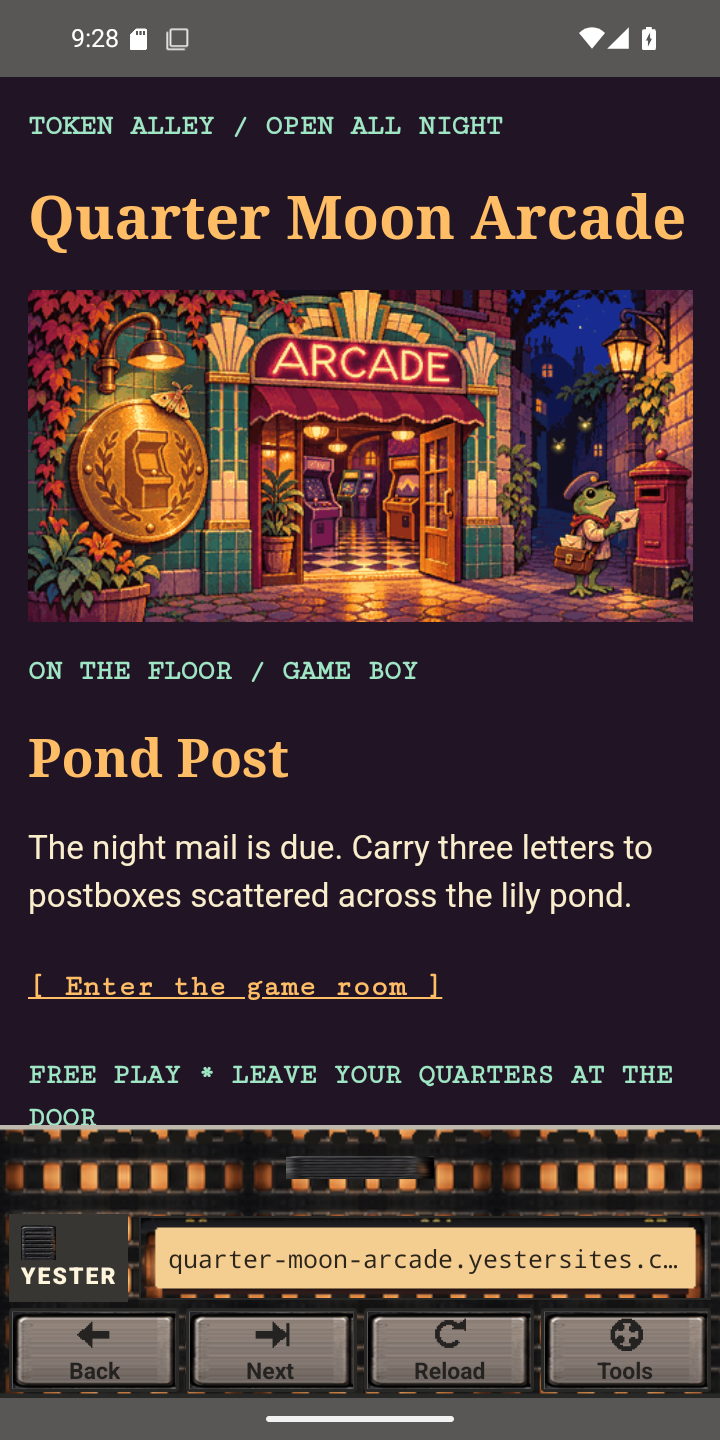 9:28
TOKEN ALLEY / OPEN ALL NIGHT
Quarter Moon Arcade
ARCADE
ON THE FLOOR / GAME BOY
Pond Post
The night mail is due. Carry three letters to
postboxes scattered across the lily pond.
[ Enter the game room ]
FREE PLAY * LEAVE YOUR QUARTERS AT THE
DOOR
YESTER
quarter-moon-arcade.yestersites.c…
Back
Next
Reload
Tools